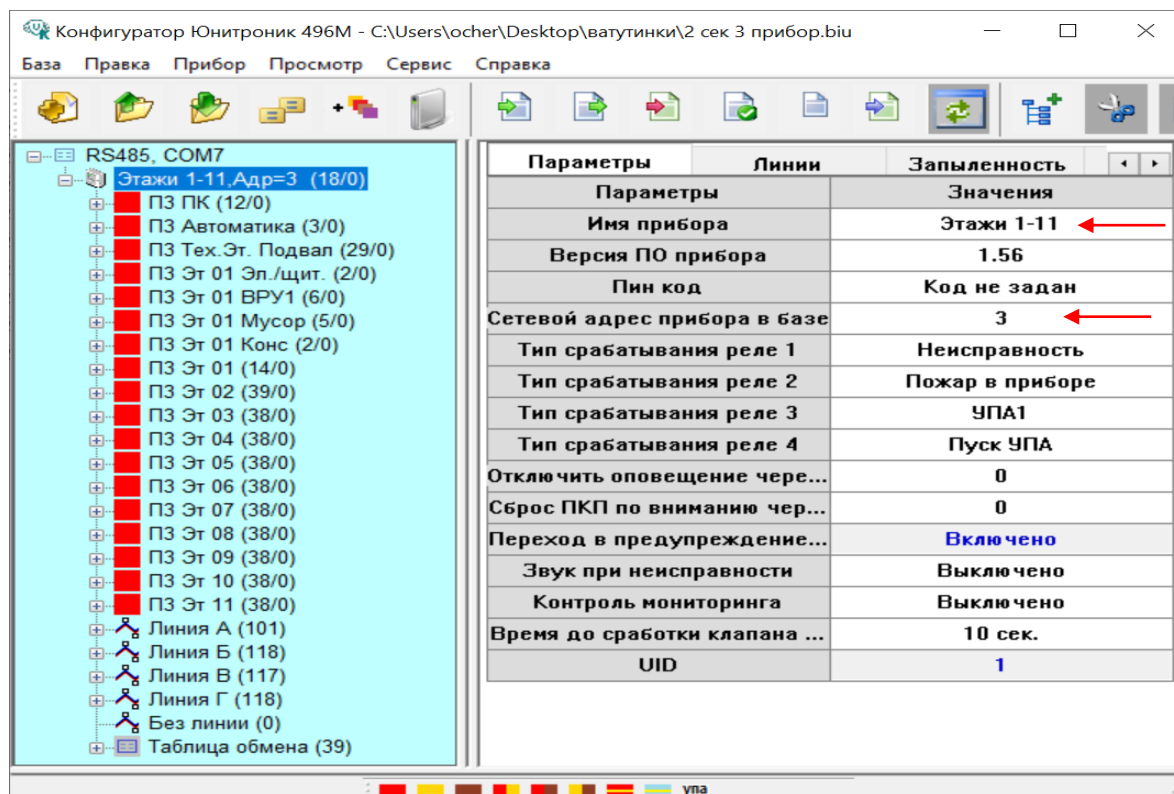 Конфигуратор Юнитроник 496М - C:\Users\ocher\Desktop\ватутинки\2 сек 3 прибор.biu
База Правка Прибор Просмотр Сервис Справка
RS485, COM7
Этажи 1-11,Адр=3 (18/0)
ПЗ ПК (12/0)
ПЗ Автоматика (3/0)
ПЗ Тех.Эт. Подвал (29/0)
ПЗ Эт 01 Эл./щит. (2/0)
ПЗ Эт 01 ВРУ1 (6/0)
ПЗ Эт 01 Мусор (5/0)
ПЗ Эт 01 Конс (2/0)
ПЗ Эт 01 (14/0)
ПЗ Эт 02 (39/0)
ПЗ Эт 03 (38/0)
ПЗ Эт 04 (38/0)
ПЗ Эт 05 (38/0)
ПЗ Эт 06 (38/0)
ПЗ Эт 07 (38/0)
ПЗ Эт 08 (38/0)
ПЗ Эт 09 (38/0)
ПЗ Эт 10 (38/0)
ПЗ Эт 11 (38/0)
Линия А (101)
Линия Б (118)
Линия В (117)
Линия Г (118)
Без линии (0)
Таблица обмена (39)
Параметры Линии Запыленность
Параметры Значения
Имя прибора Этажи 1-11
Версия ПО прибора 1.56
Пин код Код не задан
Сетевой адрес прибора в базе 3
Тип срабатывания реле 1 Неисправность
Тип срабатывания реле 2 Пожар в приборе
Тип срабатывания реле 3 УПА1
Тип срабатывания реле 4 Пуск УПА
Отключить оповещение чере... 0
Сброс ПКП по вниманию чер... 0
Переход в предупреждение... Включено
Звук при неисправности Выключено
Контроль мониторинга Выключено
Время до сработки клапана ... 10 сек.
UID 1
упа